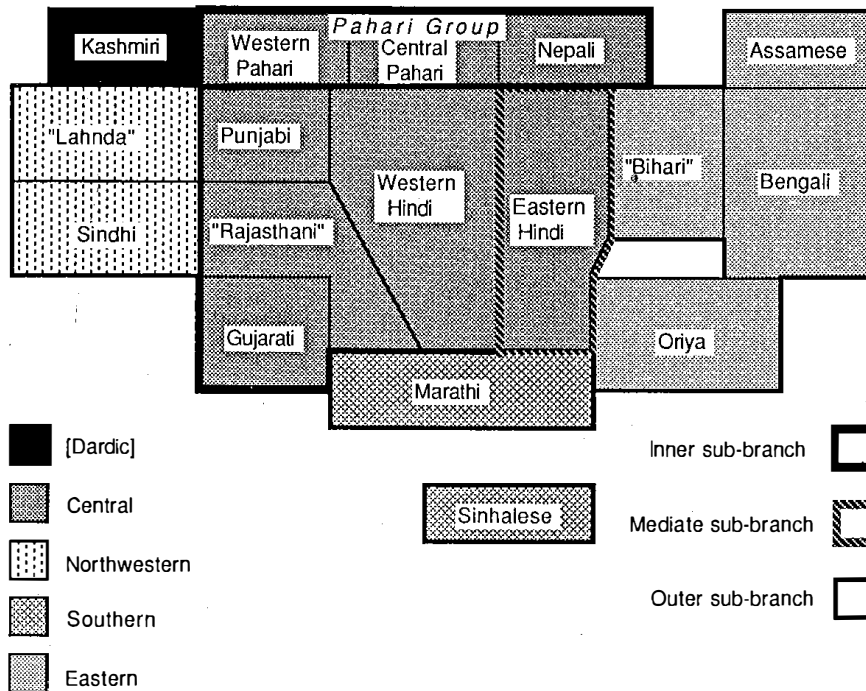 Pahari Group
Kashmiri
Western
Pahari
Central
Pahari
Nepali
Assamese
"Lahnda"
Punjabi
Western
Hindi
Eastern
Hindi
"Bihari"
Bengali
Sindhi
"Rajasthani"
Gujarati
Oriya
Marathi
[Dardic]
Inner sub-branch
Central
Sinhalese
Mediate sub-branch
Northwestern
Outer sub-branch
Southern
Eastern